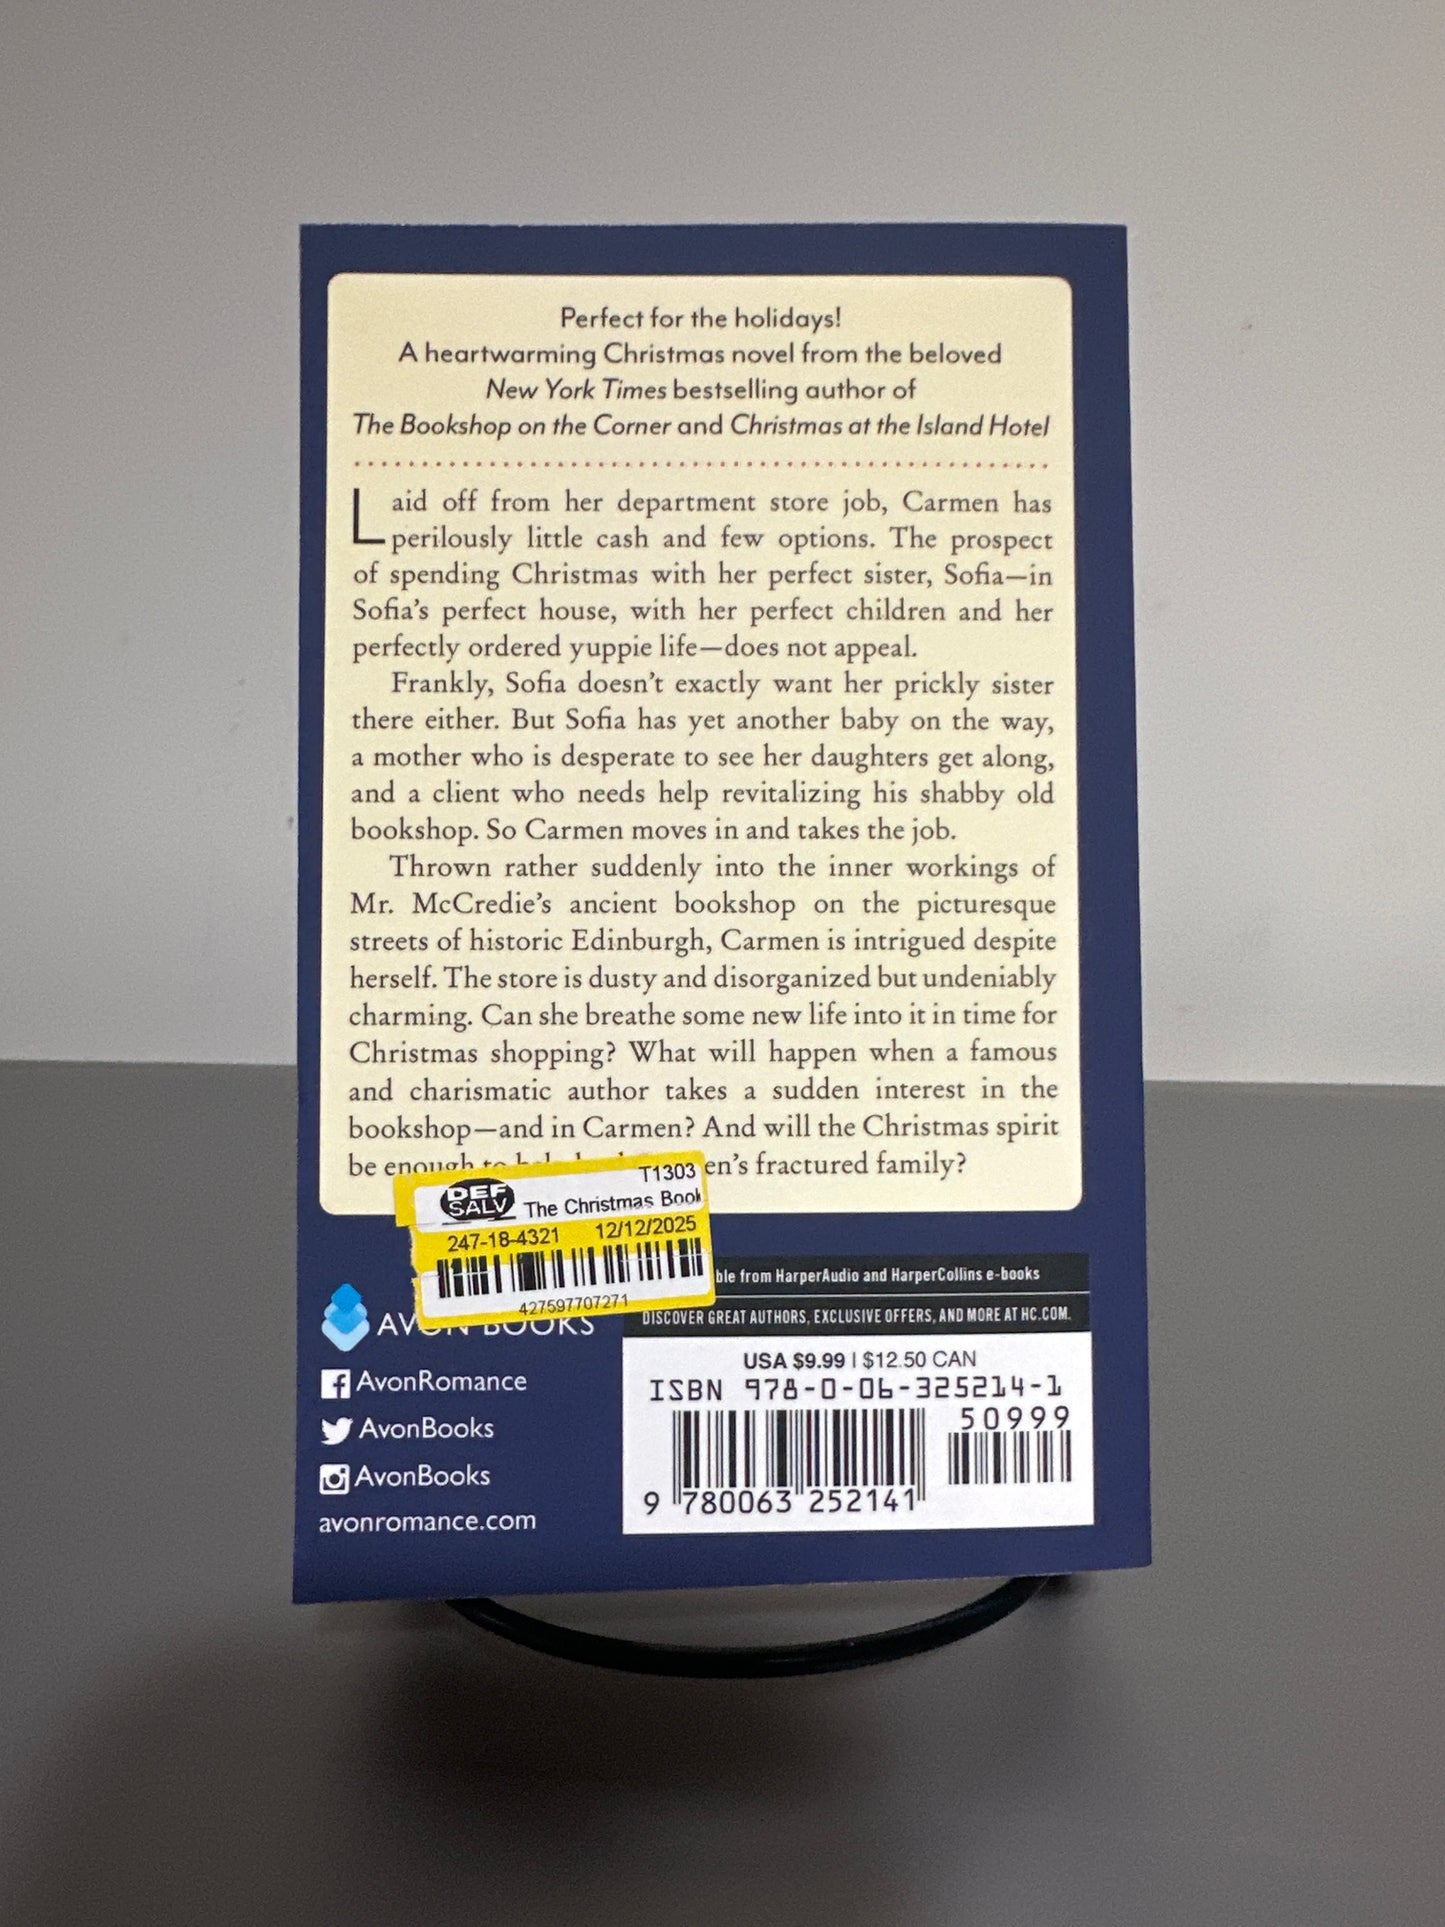 Perfect for the holidays!
A heartwarming Christmas novel from the beloved
New York Times bestselling author of
The Bookshop on the Corner and Christmas at the Island Hotel
Laid off from her department store job, Carmen has
perilously little cash and few options. The prospect
of spending Christmas with her perfect sister, Sofia—in
Sofia's perfect house, with her perfect children and her
perfectly ordered yuppie life—does not appeal.
Frankly, Sofia doesn't exactly want her prickly sister
there either. But Sofia has yet another baby on the way,
a mother who is desperate to see her daughters get along,
and a client who needs help revitalizing his shabby old
bookshop. So Carmen moves in and takes the job.
Thrown rather suddenly into the inner workings of
Mr. McCredie's ancient bookshop on the picturesque
streets of historic Edinburgh, Carmen is intrigued despite
herself. The store is dusty and disorganized but undeniably
charming. Can she breathe some new life into it in time for
Christmas shopping? What will happen when a famous
and charismatic author takes a sudden interest in the
bookshop—and in Carmen? And will the Christmas spirit
be enough to en's fractured family?
T1303
DEF
SALV The Christmas Book
247-18-4321 12/12/2025
427597707271
ble from HarperAudio and HarperCollins e-books
DISCOVER GREAT AUTHORS, EXCLUSIVE OFFERS, AND MORE AT HC.COM.
AVON BOOKS
AvonRomance
AvonBooks
AvonBooks
avonromance.com
USA $9.99 | $12.50 CAN
ISBN 978-0-06-325214-1
50999
9 780063 252141